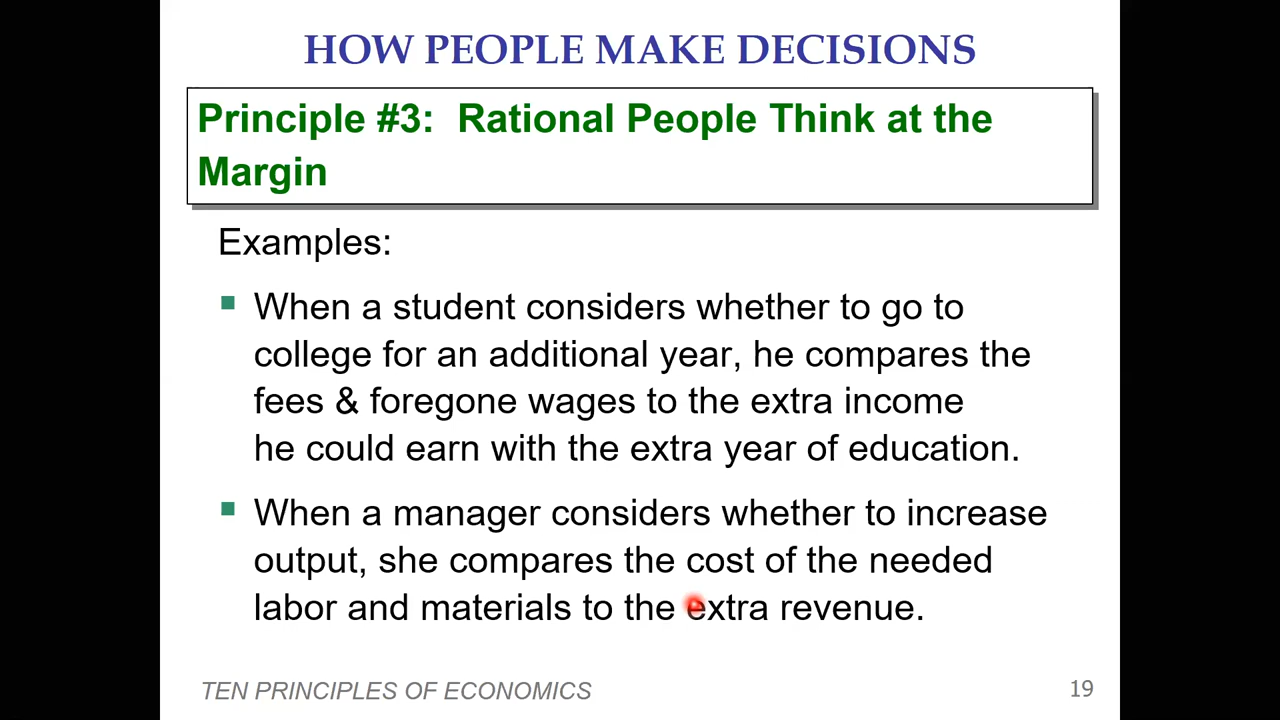 HOW PEOPLE MAKE DECISIONS
Principle #3:  Rational People Think at the
Margin
Examples:
When a student considers whether to go to
college for an additional year, he compares the
fees & foregone wages to the extra income
he could earn with the extra year of education.
When a manager considers whether to increase
output, she compares the cost of the needed
labor and materials to the extra revenue.
TEN PRINCIPLES OF ECONOMICS
19